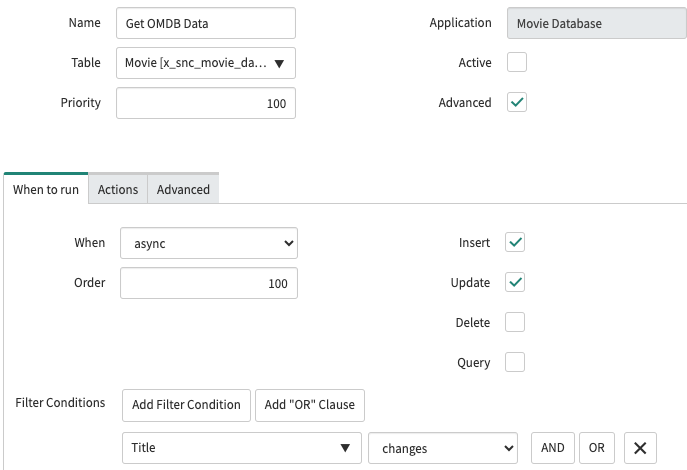 Name Get OMDB Data Application Movie Database
Table Movie [x_snc_movie_da... Active
Priority 100 Advanced
When to run Actions Advanced
When async Insert
Order 100 Update
Delete
Query
Filter Conditions Add Filter Condition Add "OR" Clause
Title changes AND OR